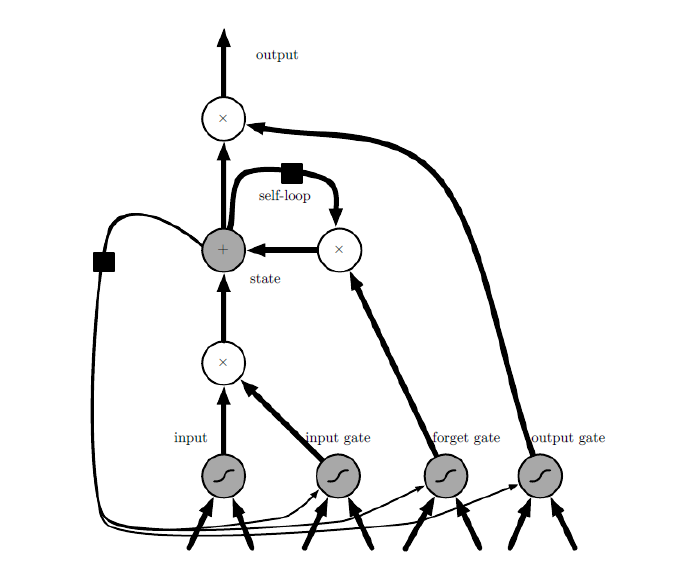 output
×
self-loop
+
×
state
×
input
input gate
forget gate
output gate